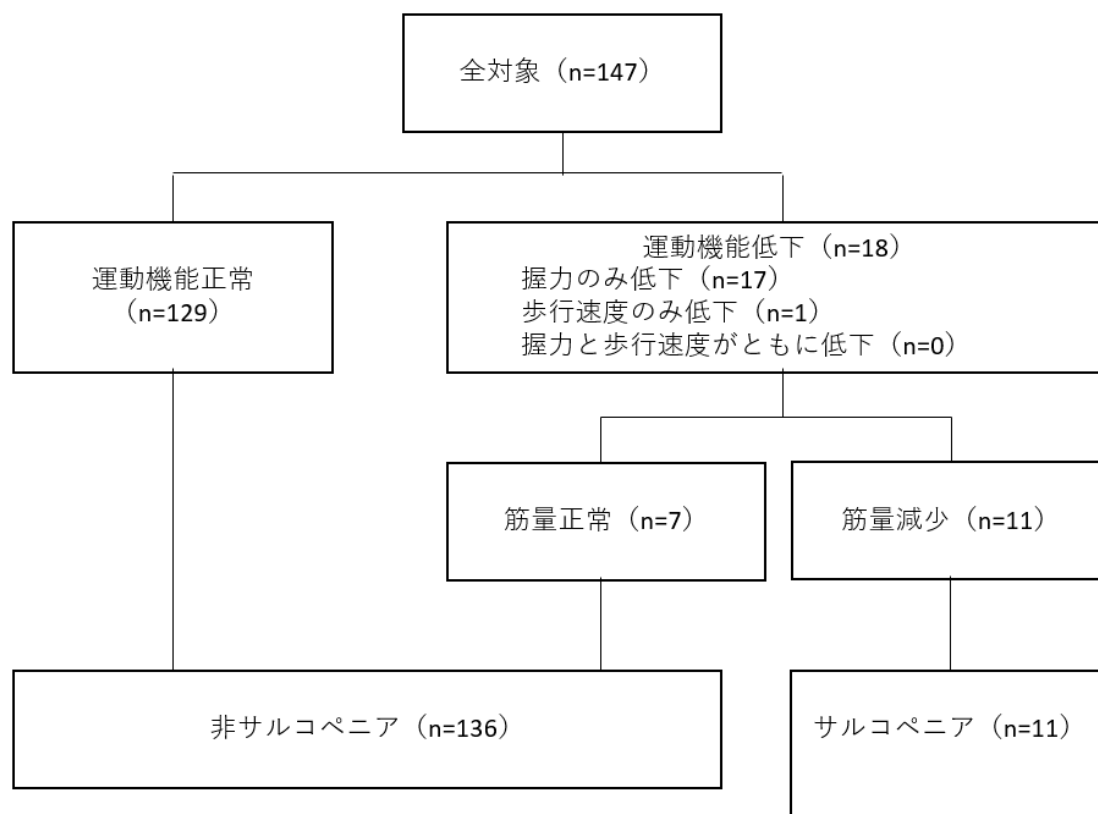 全対象（n=147）
運動機能正常
（n=129）
運動機能低下（n=18）
握力のみ低下（n=17）
歩行速度のみ低下（n=1）
握力と歩行速度がともに低下（n=0）
筋量正常（n=7）
筋量減少（n=11）
非サルコペニア（n=136）
サルコペニア（n=11）